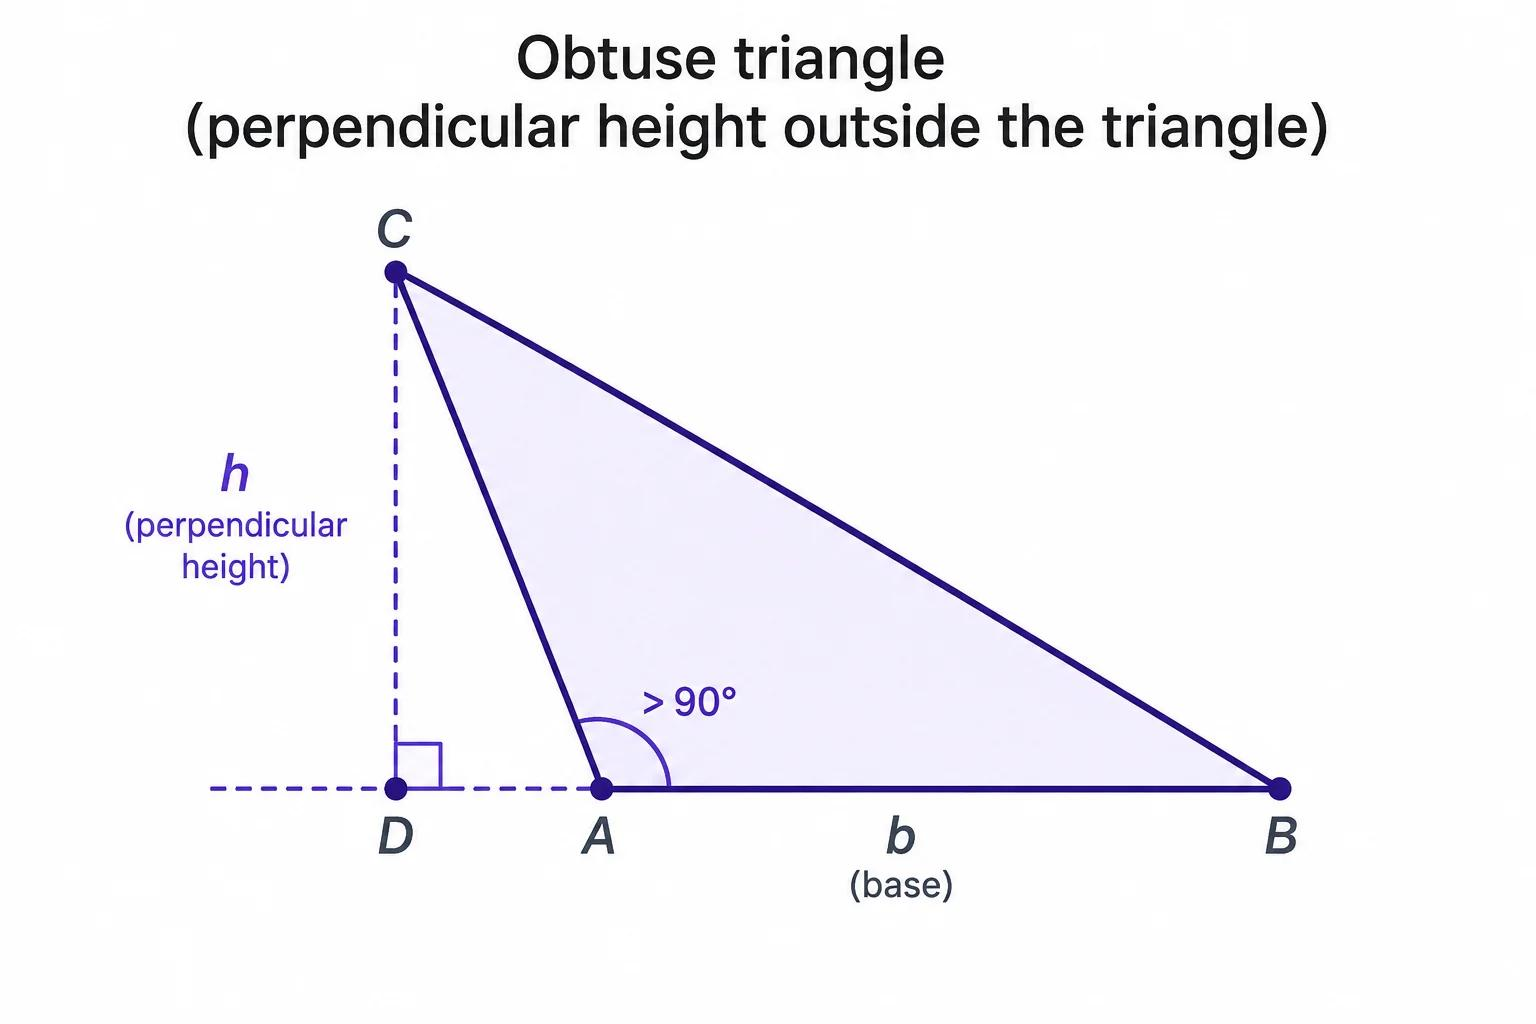 Obtuse triangle
(perpendicular height outside the triangle)
C
h
(perpendicular
height)
> 90°
D
A
b
B
(base)